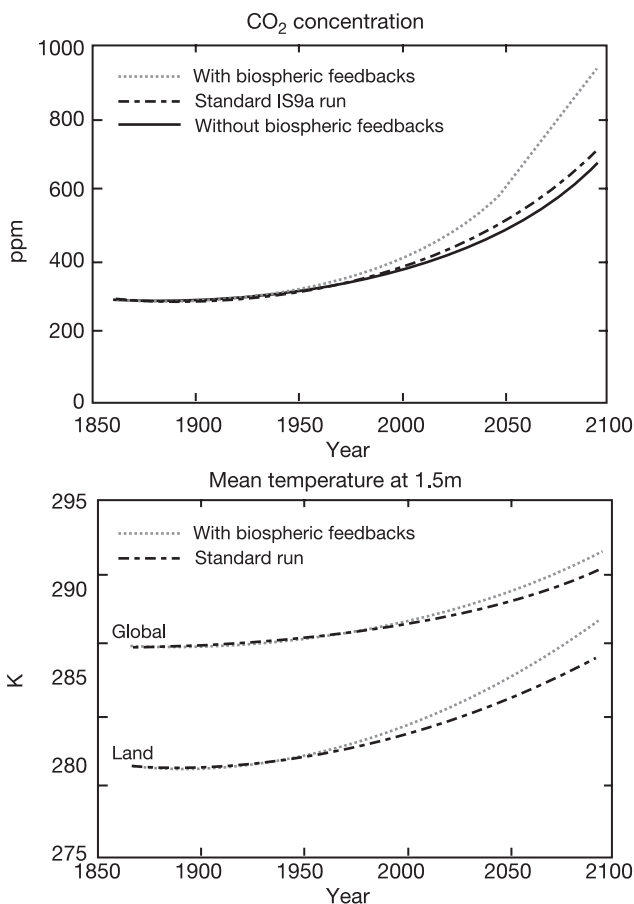 CO₂ concentration
1000
800
600
400
200
0
ppm
With biospheric feedbacks
Standard IS9a run
Without biospheric feedbacks
1850 1900 1950 2000 2050 2100
Year
Mean temperature at 1.5m
295
290
285
280
275
K
With biospheric feedbacks
Standard run
Global
Land
1850 1900 1950 2000 2050 2100
Year